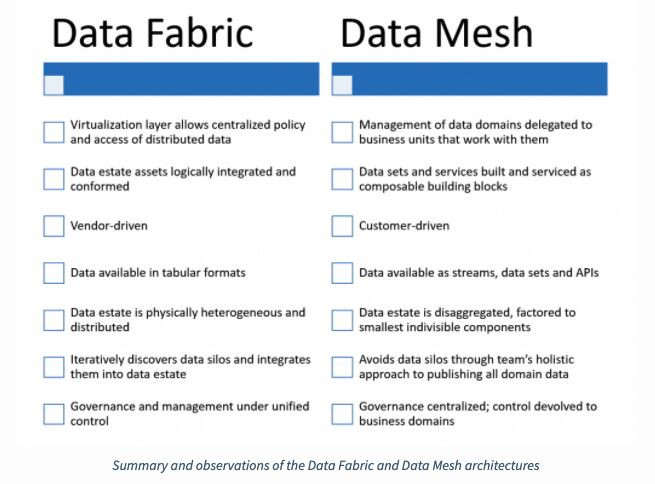 Data Fabric
Virtualization layer allows centralized policy
and access of distributed data
Data estate assets logically integrated and
conformed
Vendor-driven
Data available in tabular formats
Data estate is physically heterogeneous and
distributed
Iteratively discovers data silos and integrates
them into data estate
Governance and management under unified
control
Data Mesh
Management of data domains delegated to
business units that work with them
Data sets and services built and serviced as
composable building blocks
Customer-driven
Data available as streams, data sets and APIs
Data estate is disaggregated, factored to
smallest indivisible components
Avoids data silos through team's holistic
approach to publishing all domain data
Governance centralized; control devolved to
business domains
Summary and observations of the Data Fabric and Data Mesh architectures